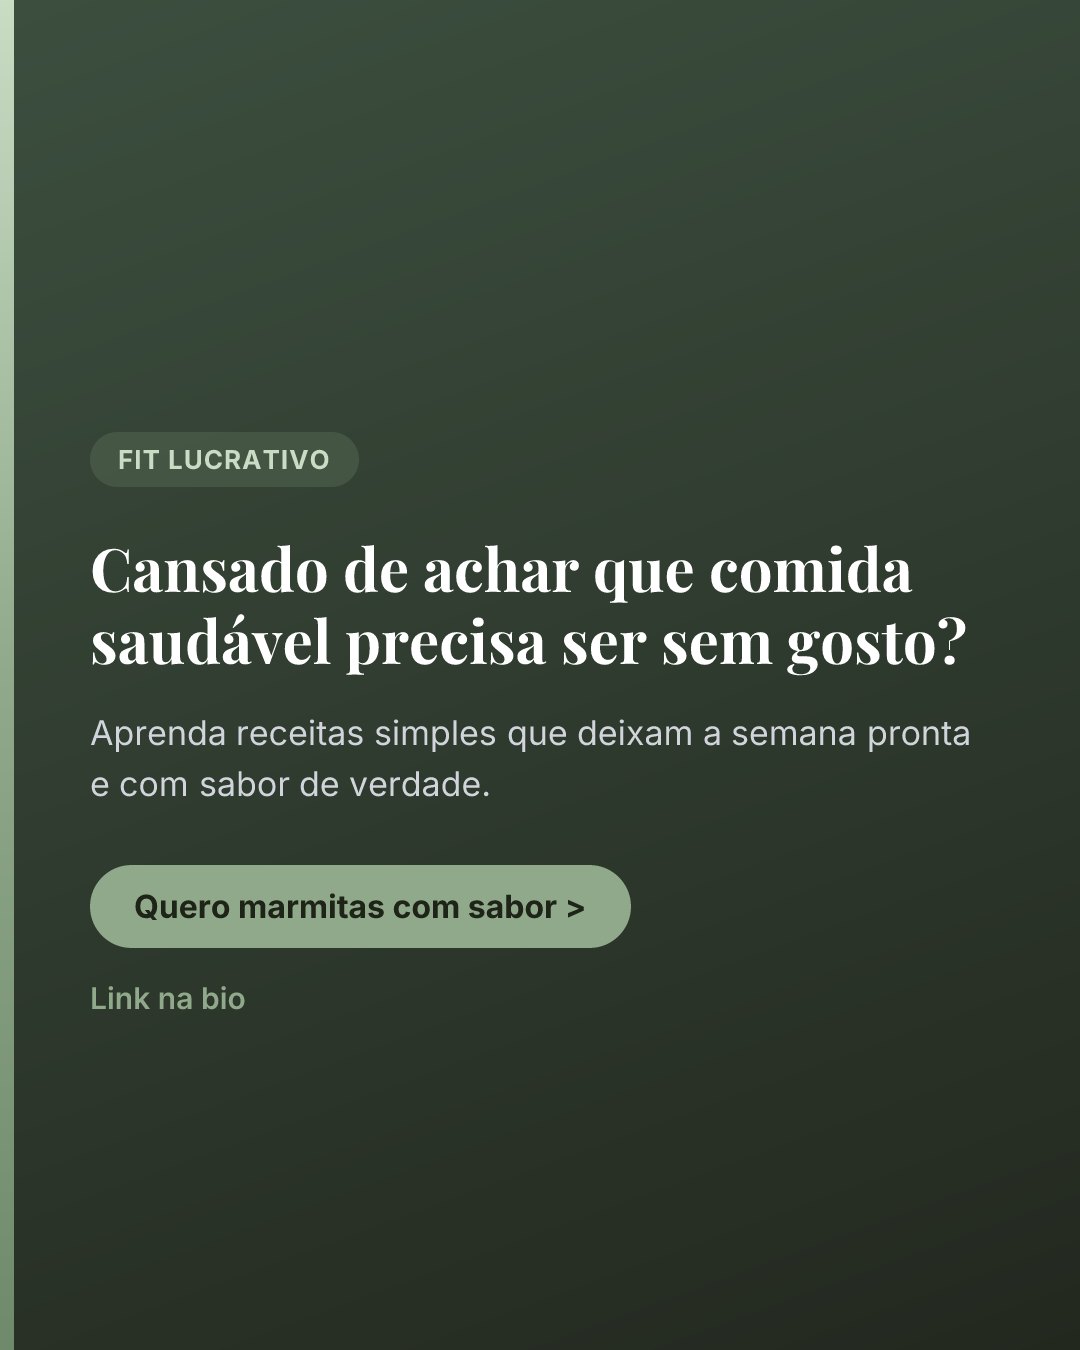 FIT LUCRATIVO
Cansado de achar que comida
saudável precisa ser sem gosto?
Aprenda receitas simples que deixam a semana pronta
e com sabor de verdade.
Quero marmitas com sabor >
Link na bio